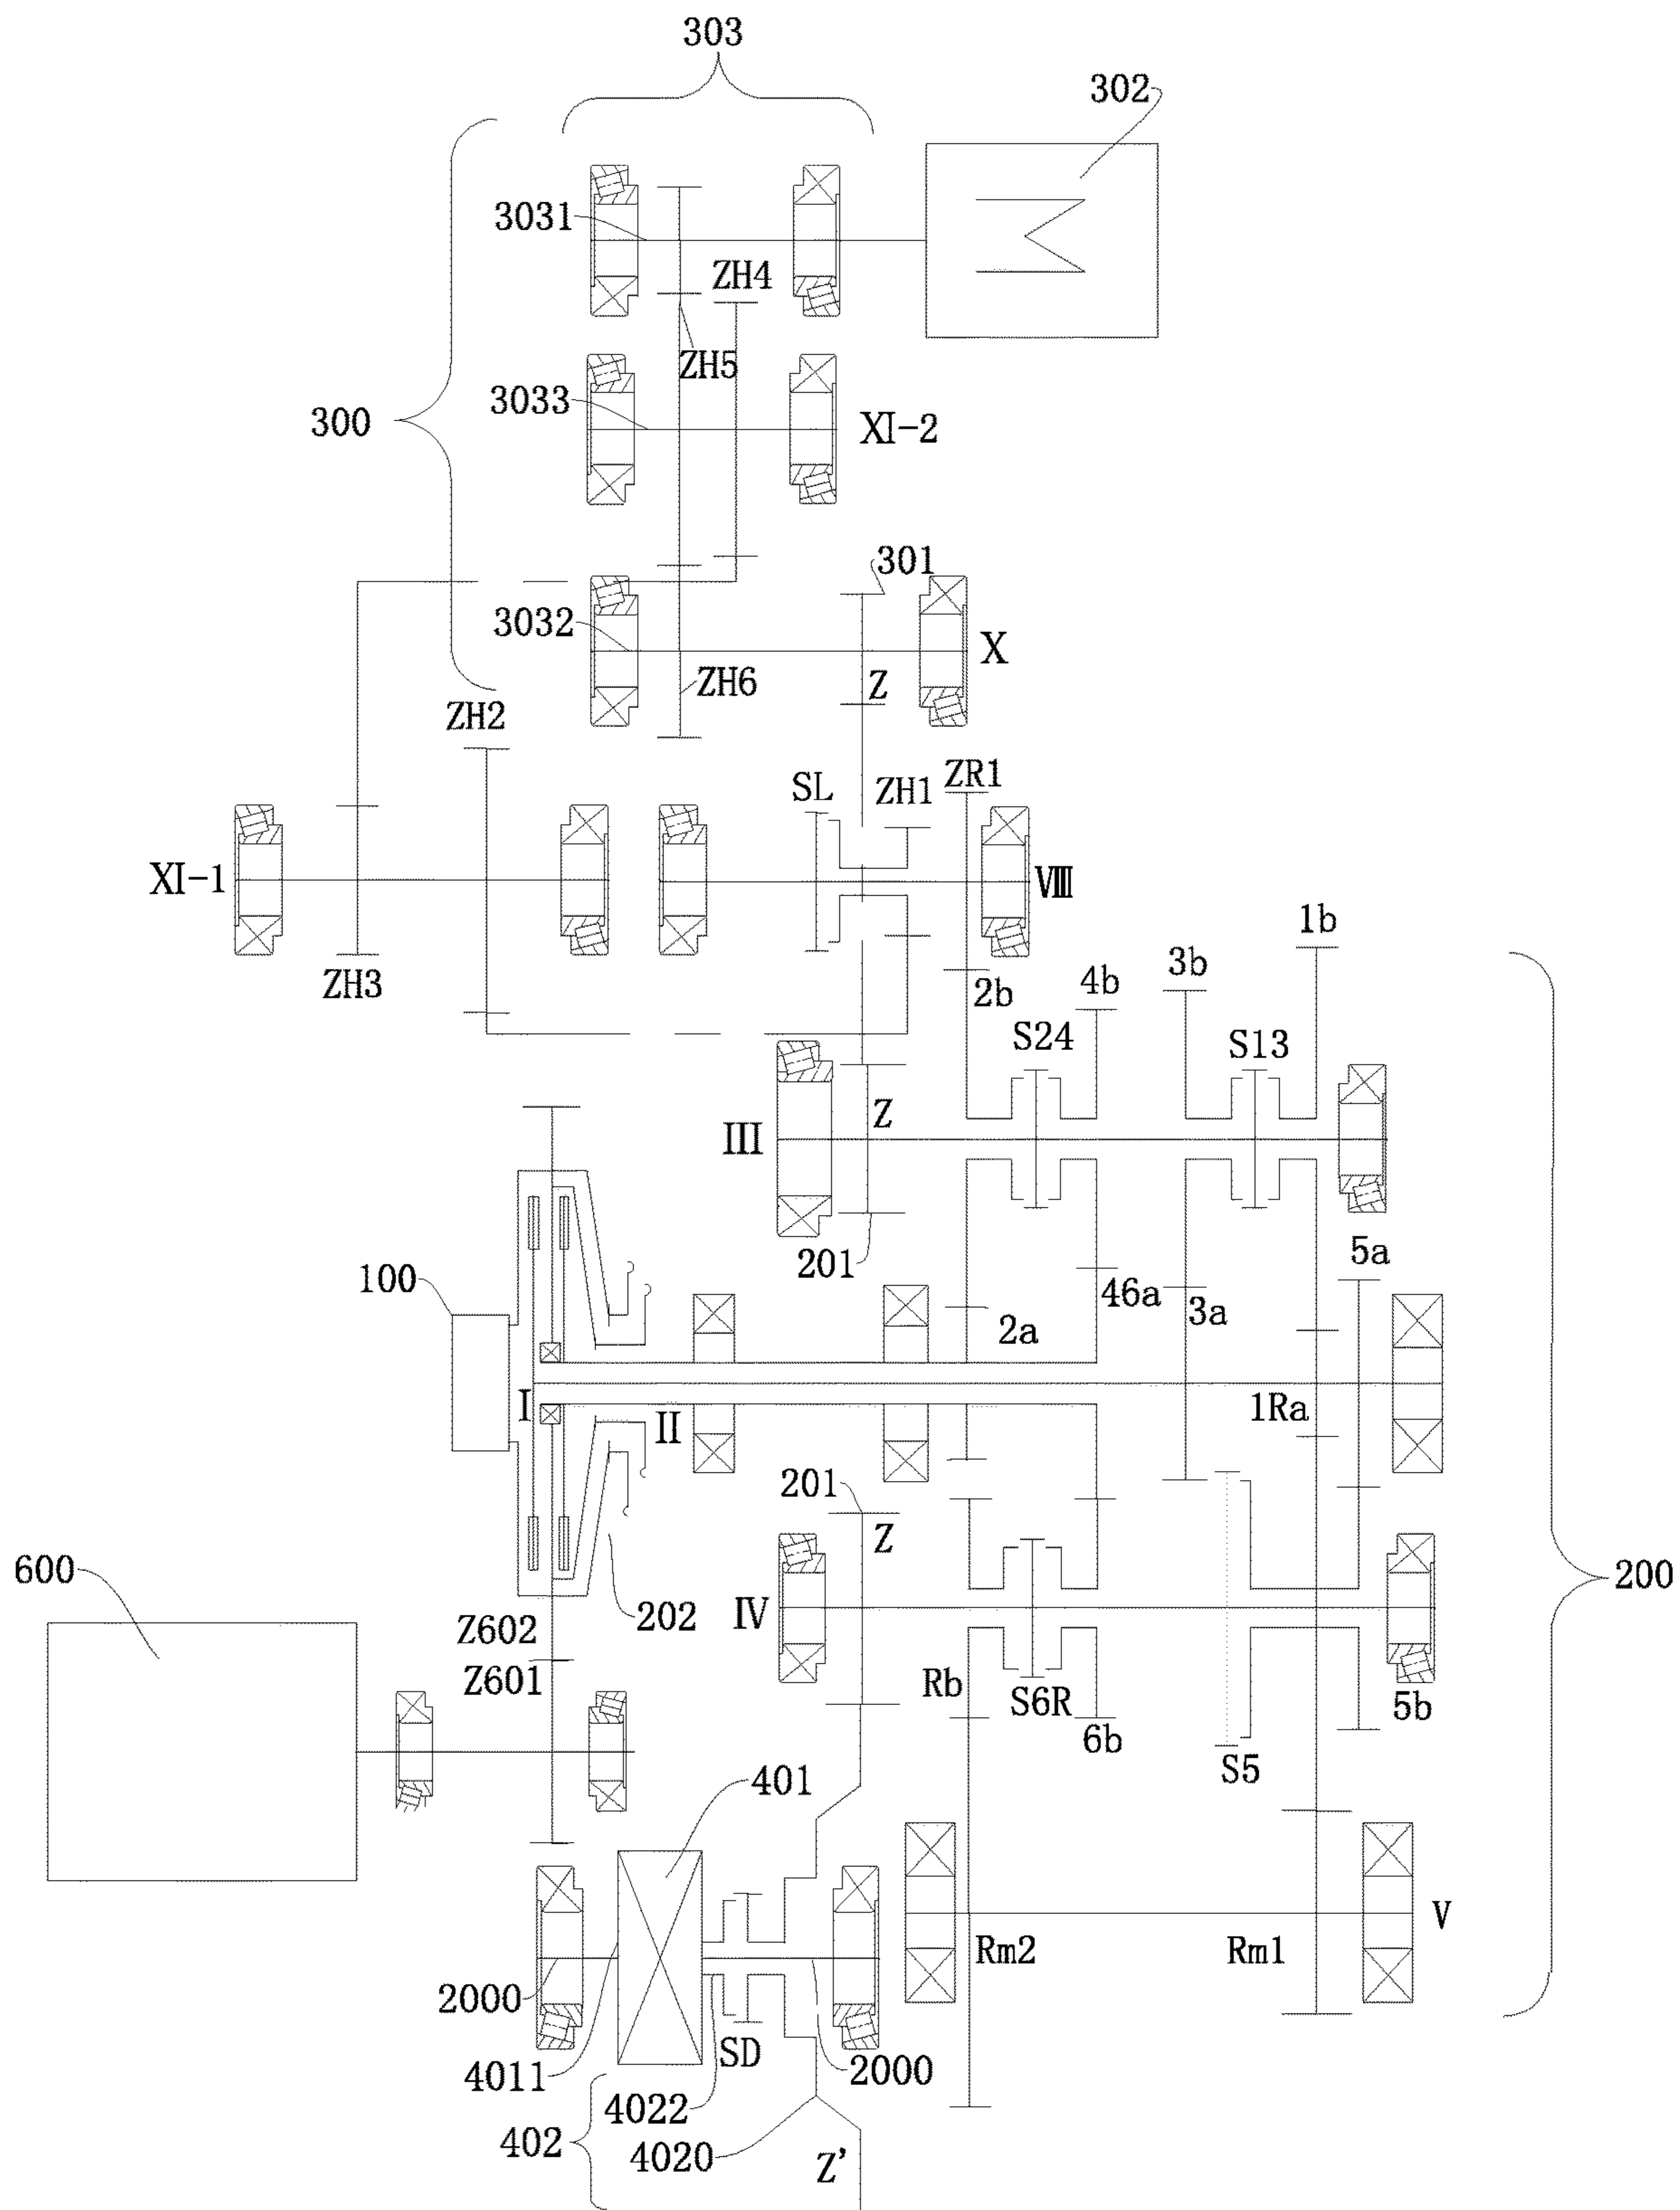 303
302
3031
ZH4
ZH5
300
3033
XI-2
301
3032
X
ZH6
Z
ZH2
SL
ZH1
ZR1
XI-1
VIII
1b
ZH3
2b
4b
3b
S24
S13
III
Z
201
5a
100
46a
3a
2a
I
II
1Ra
201
Z
600
202
IV
200
Z602
Z601
Rb
S6R
6b
5b
S5
401
V
Rm2
Rm1
2000
SD
2000
4011
4022
402
4020
Z'